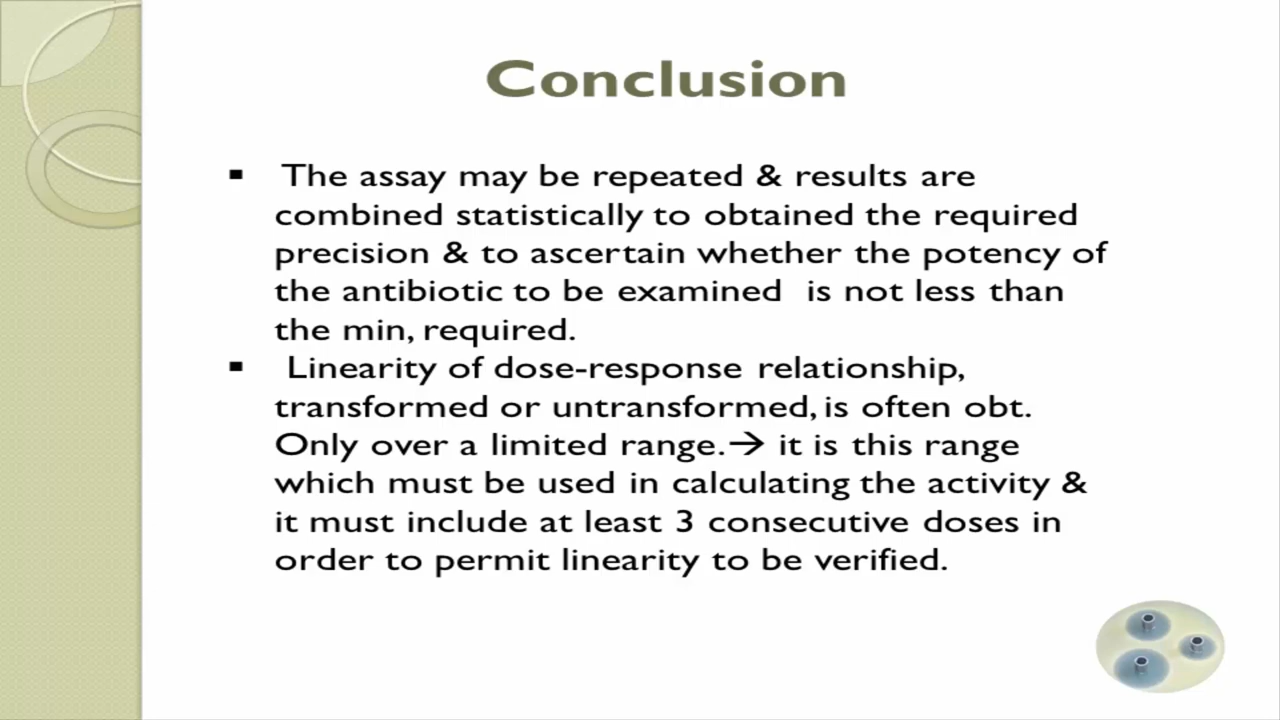 Conclusion
▪ The assay may be repeated & results are
combined statistically to obtained the required
precision & to ascertain whether the potency of
the antibiotic to be examined is not less than
the min, required.
▪ Linearity of dose-response relationship,
transformed or untransformed, is often obt.
Only over a limited range.→ it is this range
which must be used in calculating the activity &
it must include at least 3 consecutive doses in
order to permit linearity to be verified.